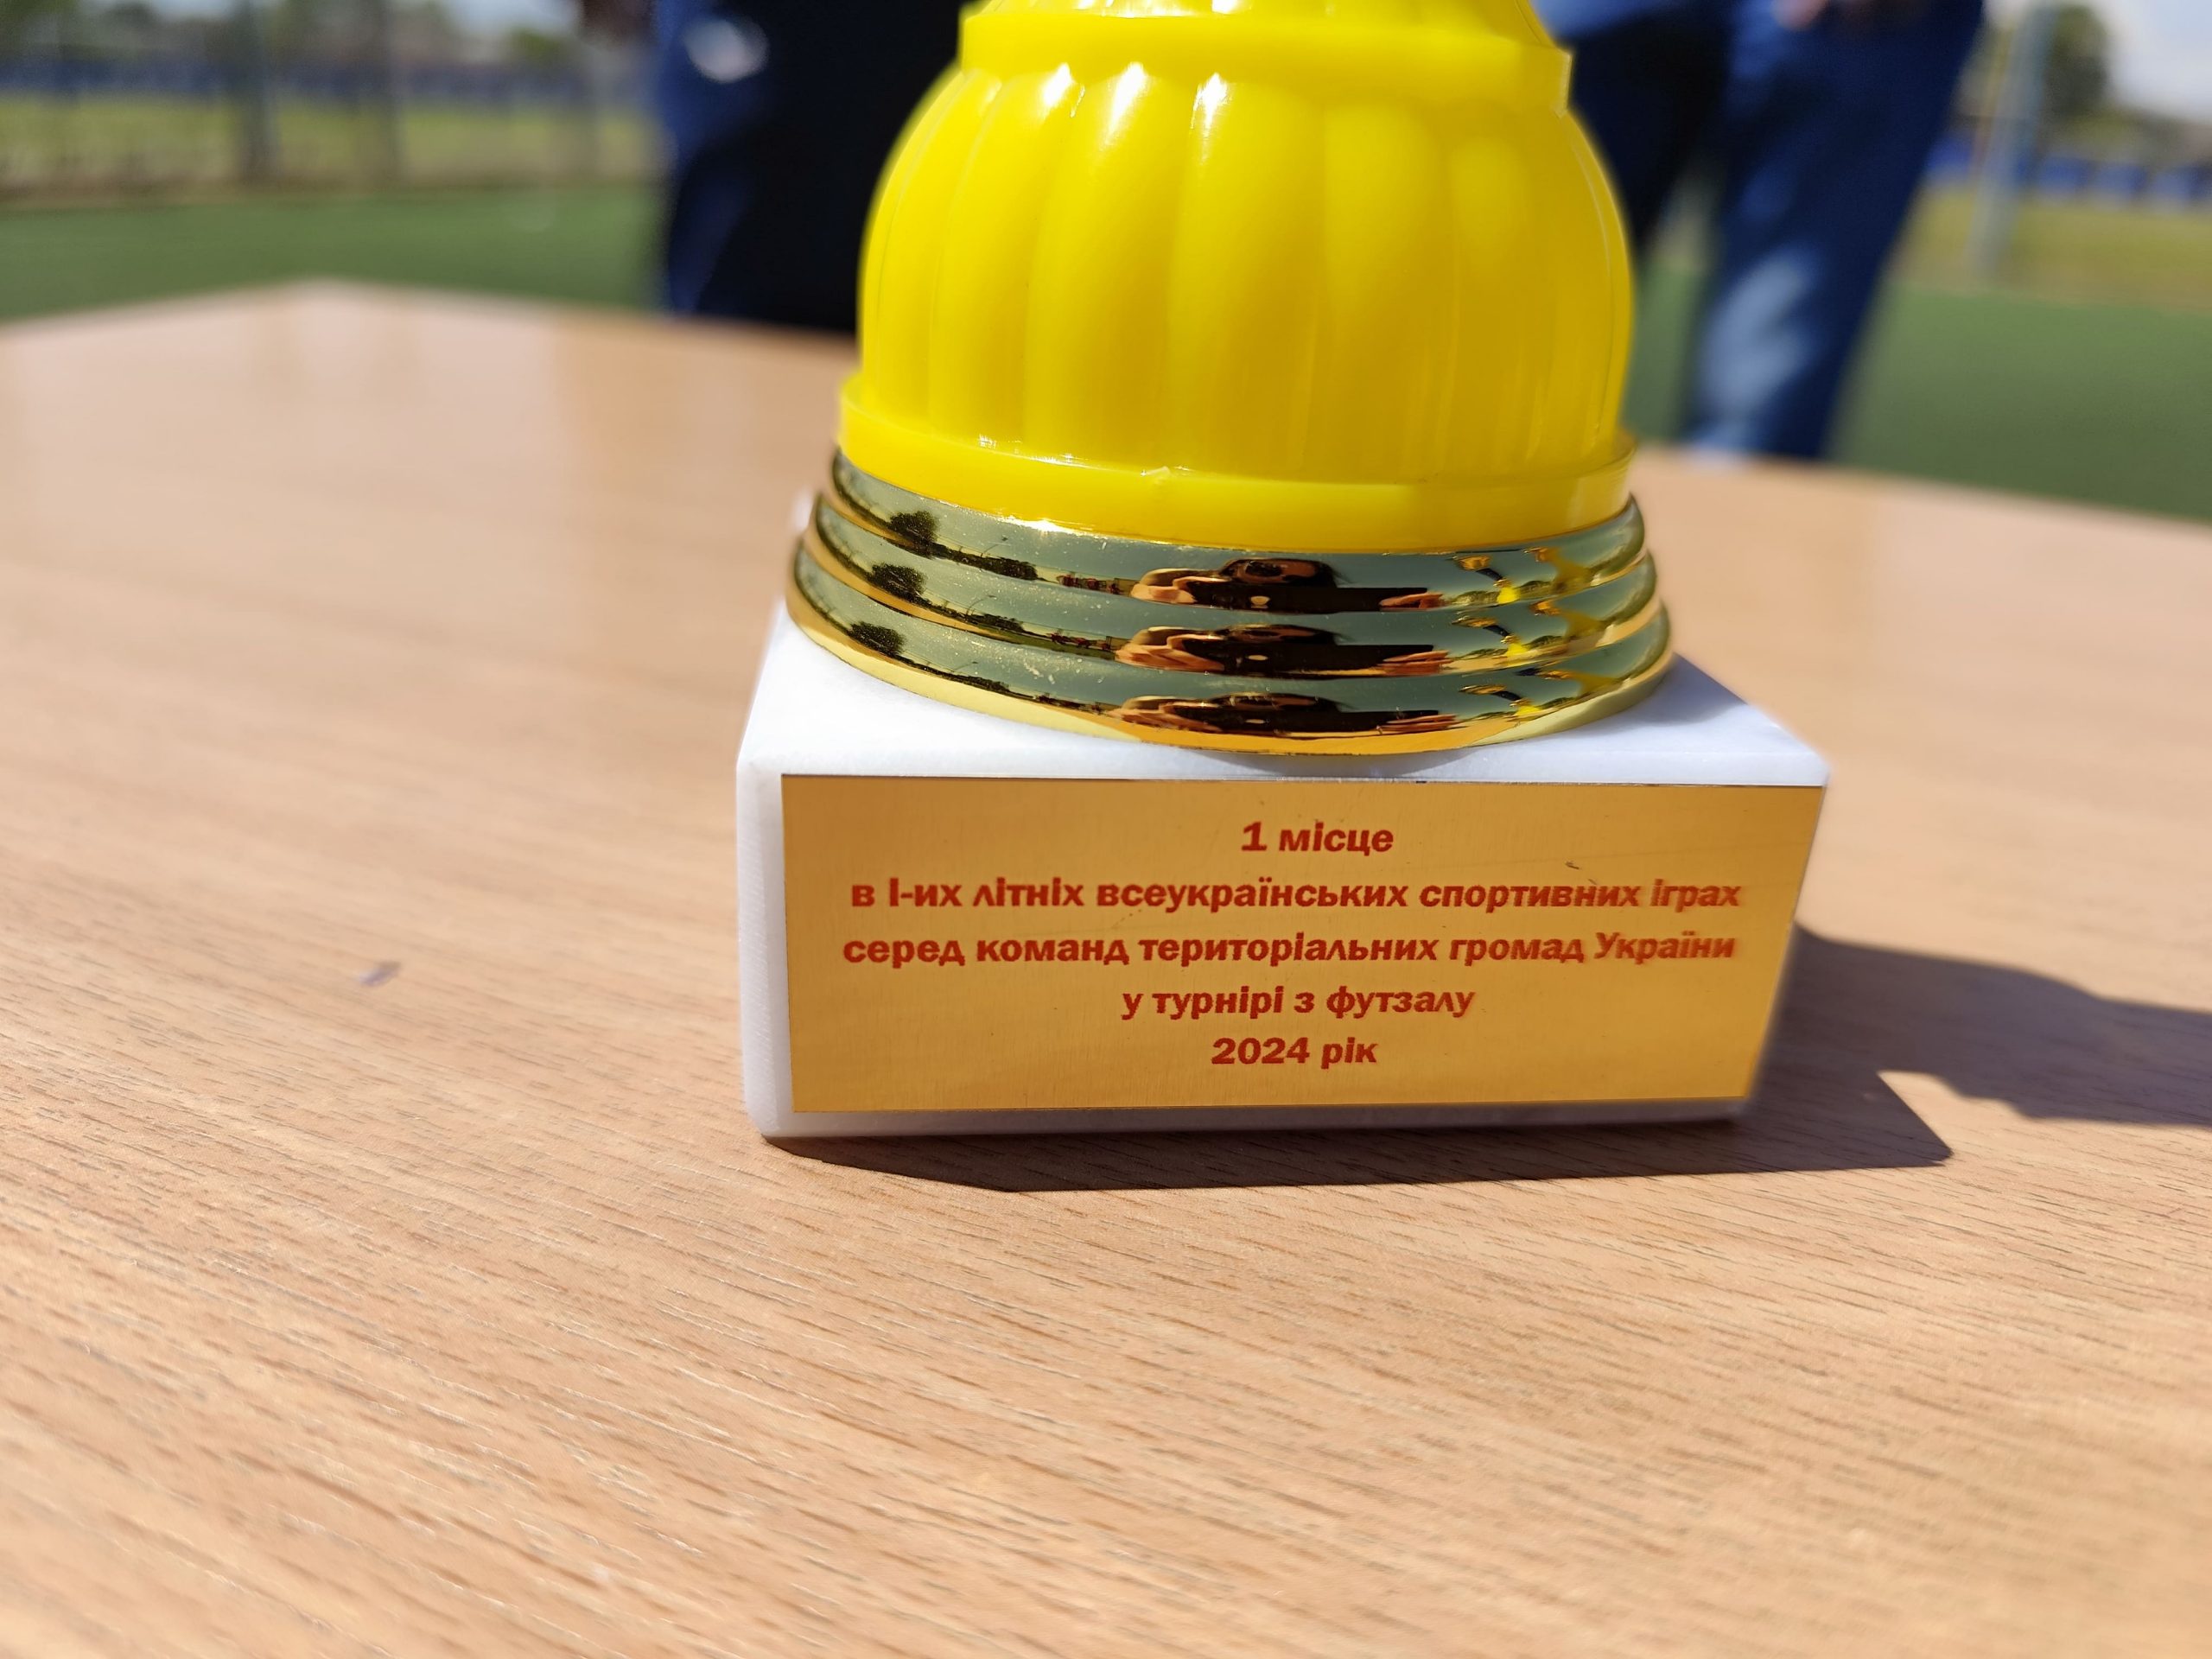 1 місце
в І-их літніх всеукраїнських спортивних іграх
серед команд територіальних громад України
у турнірі з футзалу
2024 рік